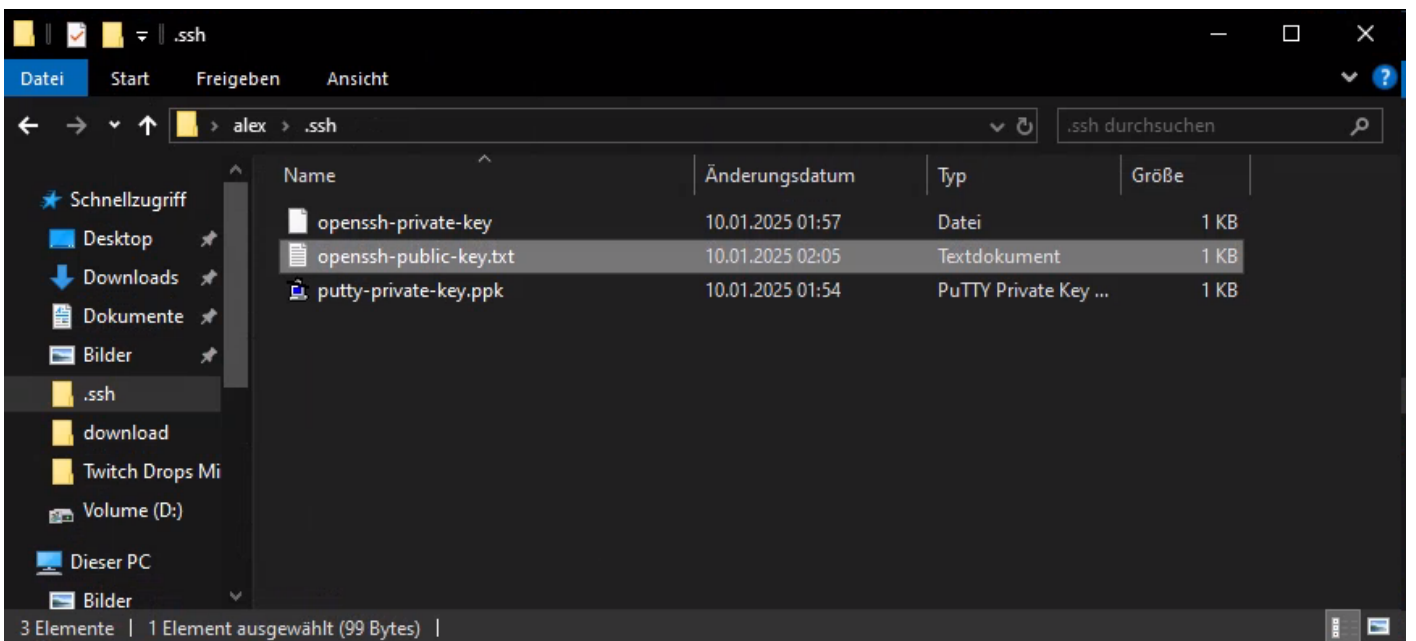 .ssh
Datei Start Freigeben Ansicht ?
alex .ssh .ssh durchsuchen
Name Änderungsdatum Typ Größe
openssh-private-key 10.01.2025 01:57 Datei 1 KB
openssh-public-key.txt 10.01.2025 02:05 Textdokument 1 KB
putty-private-key.ppk 10.01.2025 01:54 PuTTY Private Key ... 1 KB
Schnellzugriff
Desktop
Downloads
Dokumente
Bilder
.ssh
download
Twitch Drops Mi
Volume (D:)
Dieser PC
Bilder
3 Elemente 1 Element ausgewählt (99 Bytes)